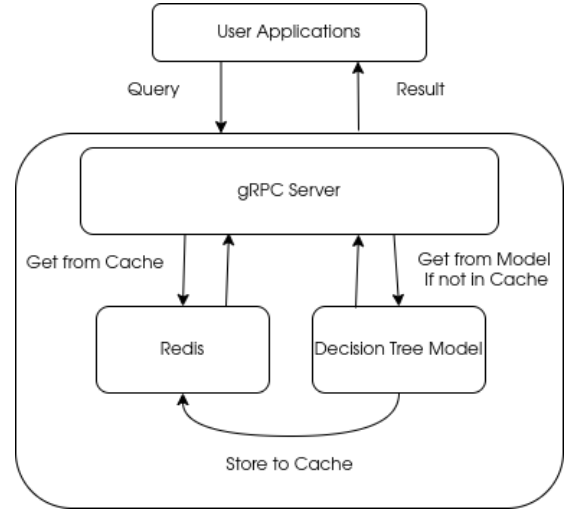 User Applications
Query
Result
gRPC Server
Get from Cache
Get from Model
If not in Cache
Redis
Decision Tree Model
Store to Cache